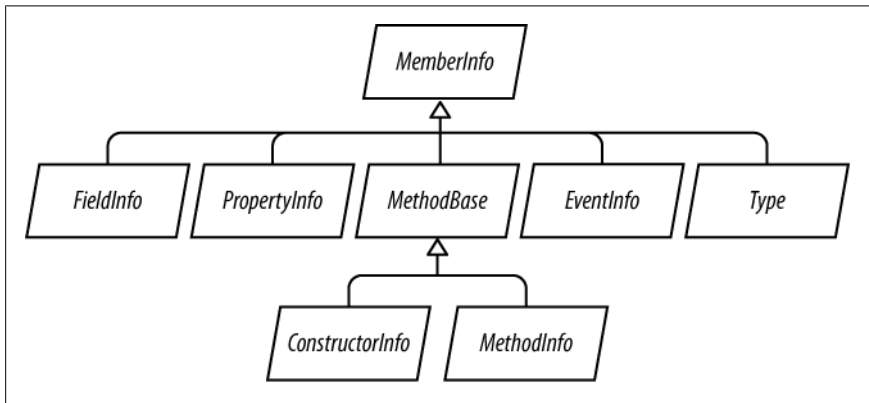 MemberInfo
FieldInfo
PropertyInfo
MethodBase
EventInfo
Type
ConstructorInfo
MethodInfo